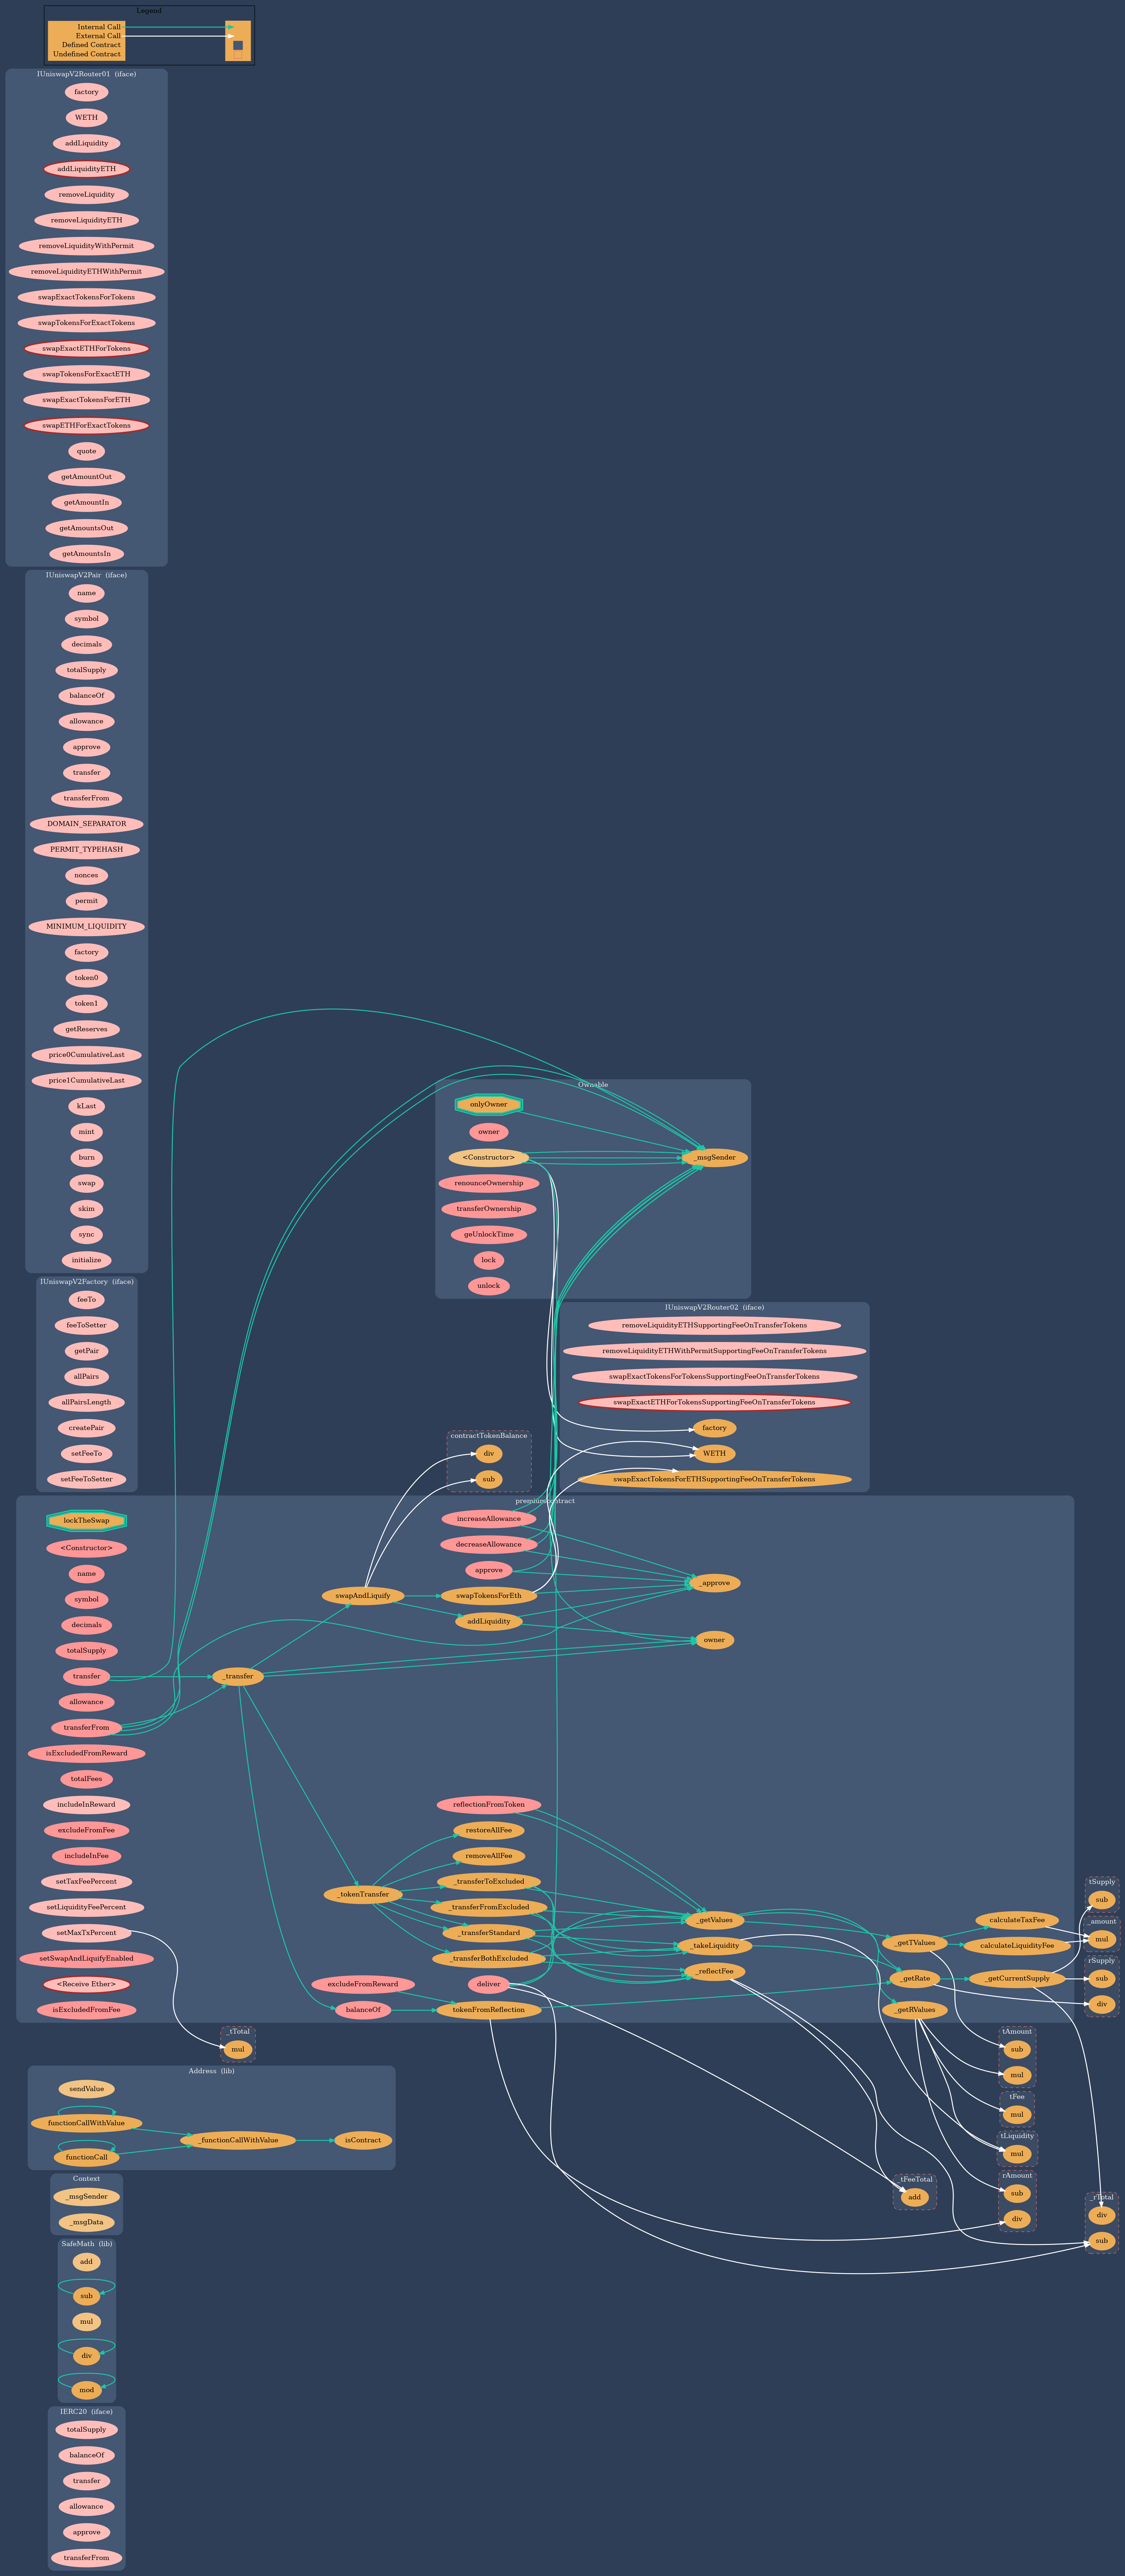 Legend
Internal Call
External Call
Defined Contract
Undefined Contract
IUniswapV2Router01 (iface)
factory
WETH
addLiquidity
addLiquidityETH
removeLiquidity
removeLiquidityETH
removeLiquidityWithPermit
removeLiquidityETHWithPermit
swapExactTokensForTokens
swapTokensForExactTokens
swapExactETHForTokens
swapTokensForExactETH
swapExactTokensForETH
swapETHForExactTokens
quote
getAmountOut
getAmountIn
getAmountsOut
getAmountsIn
IUniswapV2Pair (iface)
name
symbol
decimals
totalSupply
balanceOf
allowance
approve
transfer
transferFrom
DOMAIN_SEPARATOR
PERMIT_TYPEHASH
nonces
permit
MINIMUM_LIQUIDITY
factory
token0
token1
getReserves
price0CumulativeLast
price1CumulativeLast
kLast
mint
burn
swap
skim
sync
initialize
Ownable
onlyOwner
owner
<Constructor>
_msgSender
renounceOwnership
transferOwnership
geUnlockTime
lock
unlock
IUniswapV2Factory (iface)
feeTo
feeToSetter
getPair
allPairs
allPairsLength
createPair
setFeeTo
setFeeToSetter
IUniswapV2Router02 (iface)
removeLiquidityETHSupportingFeeOnTransferTokens
removeLiquidityETHWithPermitSupportingFeeOnTransferTokens
swapExactTokensForTokensSupportingFeeOnTransferTokens
swapExactETHForTokensSupportingFeeOnTransferTokens
factory
WETH
swapExactTokensForETHSupportingFeeOnTransferTokens
contractTokenBalance
div
sub
lockTheSwap
<Constructor>
name
symbol
decimals
totalSupply
transfer
allowance
transferFrom
isExcludedFromReward
totalFees
includeInReward
excludeFromFee
includeInFee
setTaxFeePercent
setLiquidityFeePercent
setMaxTxPercent
setSwapAndLiquifyEnabled
<Receive Ether>
isExcludedFromFee
_transfer
swapAndLiquify
_tokenTransfer
excludeFromReward
balanceOf
increaseAllowance
decreaseAllowance
approve
swapTokensForEth
addLiquidity
reflectionFromToken
restoreAllFee
removeAllFee
_transferToExcluded
_transferFromExcluded
_transferStandard
_transferBothExcluded
deliver
tokenFromReflection
_approve
owner
_getValues
_takeLiquidity
_reflectFee
_getTValues
_getRate
_getRValues
calculateTaxFee
calculateLiquidityFee
_getCurrentSupply
tSupply
sub
_amount
mul
rSupply
sub
div
_tTotal
mul
tAmount
sub
mul
tFee
mul
tLiquidity
mul
rAmount
sub
div
_tFeeTotal
add
_rTotal
div
sub
Address (lib)
sendValue
functionCallWithValue
functionCall
_functionCallWithValue
isContract
Context
_msgSender
_msgData
SafeMath (lib)
add
sub
mul
div
mod
IERC20 (iface)
totalSupply
balanceOf
transfer
allowance
approve
transferFrom